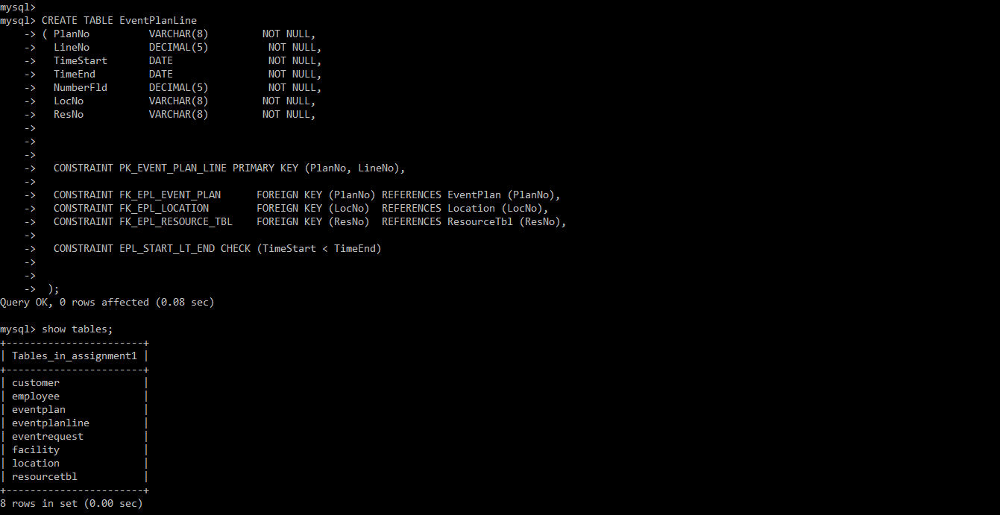 mysql>
mysql> CREATE TABLE EventPlanLine
    -> ( PlanNo          VARCHAR(8)         NOT NULL,
    ->   LineNo          DECIMAL(5)          NOT NULL,
    ->   TimeStart       DATE                NOT NULL,
    ->   TimeEnd         DATE                NOT NULL,
    ->   NumberFld       DECIMAL(5)          NOT NULL,
    ->   LocNo           VARCHAR(8)         NOT NULL,
    ->   ResNo           VARCHAR(8)         NOT NULL,
    ->
    ->
    ->
    ->   CONSTRAINT PK_EVENT_PLAN_LINE PRIMARY KEY (PlanNo, LineNo),
    ->
    ->   CONSTRAINT FK_EPL_EVENT_PLAN      FOREIGN KEY (PlanNo) REFERENCES EventPlan (PlanNo),
    ->   CONSTRAINT FK_EPL_LOCATION        FOREIGN KEY (LocNo)  REFERENCES Location (LocNo),
    ->   CONSTRAINT FK_EPL_RESOURCE_TBL    FOREIGN KEY (ResNo)  REFERENCES ResourceTbl (ResNo),
    ->
    ->   CONSTRAINT EPL_START_LT_END CHECK (TimeStart < TimeEnd)
    ->
    ->
    ->  );
Query OK, 0 rows affected (0.08 sec)

mysql> show tables;
+-----------------------+
| Tables_in_assignment1 |
+-----------------------+
| customer              |
| employee              |
| eventplan             |
| eventplanline         |
| eventrequest          |
| facility              |
| location              |
| resourcetbl           |
+-----------------------+
8 rows in set (0.00 sec)